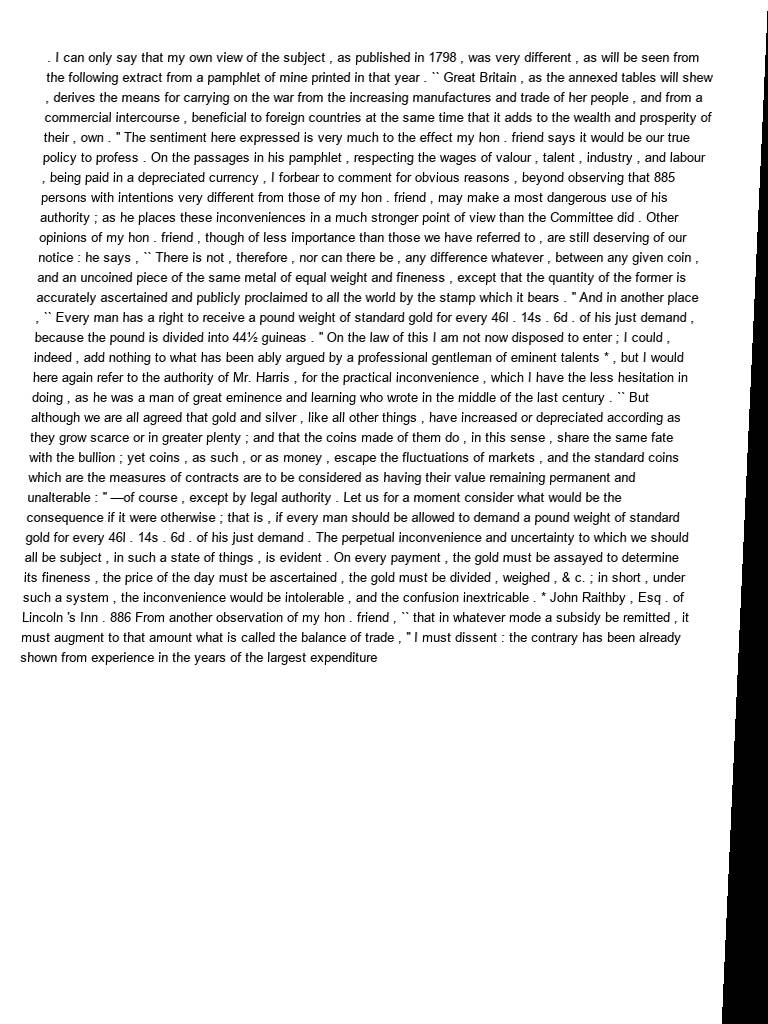 . I can only say that my own view of the subject , as published in 1798 , was very different , as will be seen from
the following extract from a pamphlet of mine printed in that year . `` Great Britain , as the annexed tables will shew
, derives the means for carrying on the war from the increasing manufactures and trade of her people , and from a
commercial intercourse , beneficial to foreign countries at the same time that it adds to the wealth and prosperity of
their , own . " The sentiment here expressed is very much to the effect my hon . friend says it would be our true
policy to profess . On the passages in his pamphlet , respecting the wages of valour , talent , industry , and labour
, being paid in a depreciated currency , I forbear to comment for obvious reasons , beyond observing that 885
persons with intentions very different from those of my hon . friend , may make a most dangerous use of his
authority ; as he places these inconveniences in a much stronger point of view than the Committee did . Other
opinions of my hon . friend , though of less importance than those we have referred to , are still deserving of our
notice : he says , `` There is not , therefore , nor can there be , any difference whatever , between any given coin ,
and an uncoined piece of the same metal of equal weight and fineness , except that the quantity of the former is
accurately ascertained and publicly proclaimed to all the world by the stamp which it bears . " And in another place
, `` Every man has a right to receive a pound weight of standard gold for every 46l . 14s . 6d . of his just demand ,
because the pound is divided into 44½ guineas . " On the law of this I am not now disposed to enter ; I could ,
indeed , add nothing to what has been ably argued by a professional gentleman of eminent talents * , but I would
here again refer to the authority of Mr. Harris , for the practical inconvenience , which I have the less hesitation in
doing , as he was a man of great eminence and learning who wrote in the middle of the last century . `` But
although we are all agreed that gold and silver , like all other things , have increased or depreciated according as
they grow scarce or in greater plenty ; and that the coins made of them do , in this sense , share the same fate
with the bullion ; yet coins , as such , or as money , escape the fluctuations of markets , and the standard coins
which are the measures of contracts are to be considered as having their value remaining permanent and
unalterable : " —of course , except by legal authority . Let us for a moment consider what would be the
consequence if it were otherwise ; that is , if every man should be allowed to demand a pound weight of standard
gold for every 46l . 14s . 6d . of his just demand . The perpetual inconvenience and uncertainty to which we should
all be subject , in such a state of things , is evident . On every payment , the gold must be assayed to determine
its fineness , the price of the day must be ascertained , the gold must be divided , weighed , & c. ; in short , under
such a system , the inconvenience would be intolerable , and the confusion inextricable . * John Raithby , Esq . of
Lincoln 's Inn . 886 From another observation of my hon . friend , `` that in whatever mode a subsidy be remitted , it
must augment to that amount what is called the balance of trade , " I must dissent : the contrary has been already
shown from experience in the years of the largest expenditure